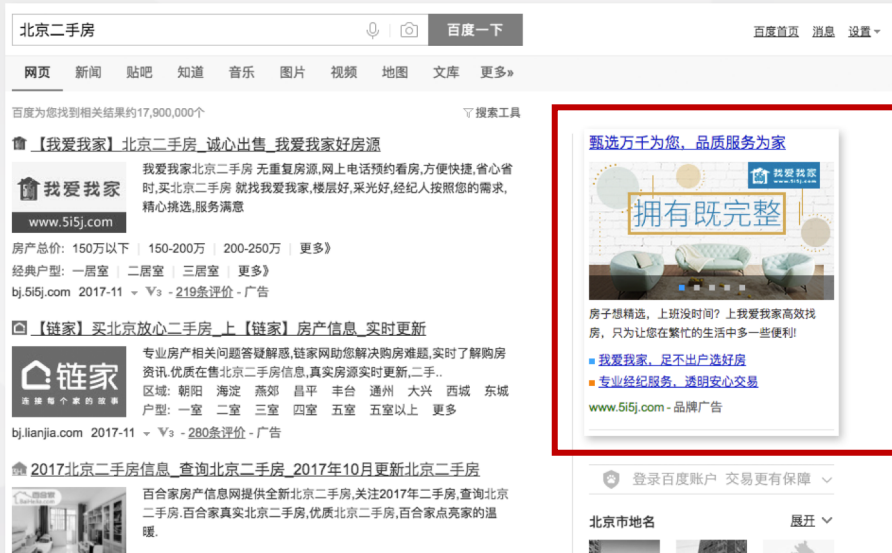 北京二手房
百度一下
百度首页 消息 设置
网页 新闻 贴吧 知道 音乐 图片 视频 地图 文库 更多»
百度为您找到相关结果约17,900,000个
搜索工具
【我爱我家】北京二手房_诚心出售_我爱我家好房源
我爱我家
www.5i5j.com
我爱我家北京二手房 无重复房源,网上电话预约看房,方便快捷,省心省
时,买北京二手房 就找我爱我家,楼层好,采光好,经纪人按照您的需求,
精心挑选,服务满意
房产总价: 150万以下 | 150-200万 | 200-250万 | 更多》
经典户型: 一居室 | 二居室 | 三居室 | 更多》
bj.5i5j.com 2017-11 V3 - 219条评价 - 广告
【链家】买北京放心二手房_上【链家】房产信息_实时更新
链家
连接每个家的故事
专业房产相关问题答疑解惑,链家网助您解决购房难题,实时了解购房
资讯.优质在售北京二手房信息,真实房源实时更新,二手..
区域: 朝阳 海淀 燕郊 昌平 丰台 通州 大兴 西城 东城
户型: 一室 二室 三室 四室 五室 五室以上 更多
bj.lianjia.com 2017-11 V3 - 280条评价 - 广告
2017北京二手房信息_查询北京二手房_2017年10月更新北京二手房
百合家
百合家房产信息网提供全新北京二手房,关注2017年二手房,查询北京
二手房.百合家真实北京二手房,优质北京二手房,百合家点亮家的温
暖.
甄选万千为您，品质服务为家
我爱我家
www.5i5j.com
拥有既完整
房子想精选，上班没时间？上我爱我家高效找
房，只为让您在繁忙的生活中多一些便利!
我爱我家，足不出户选好房
专业经纪服务，透明安心交易
www.5i5j.com - 品牌广告
登录百度账户 交易更有保障
北京市地名 展开